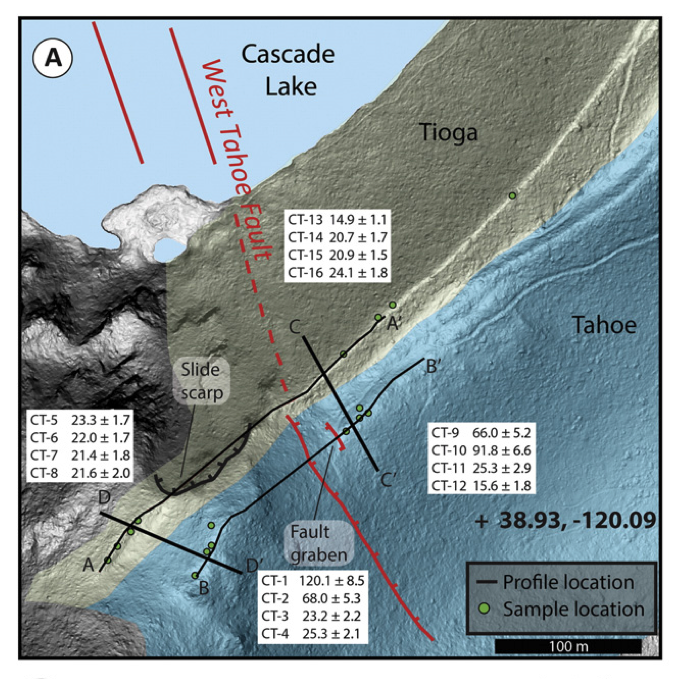 A
Cascade
Lake
West Tahoe Fault
Tioga
CT-13 14.9 ± 1.1
CT-14 20.7 ± 1.7
CT-15 20.9 ± 1.5
CT-16 24.1 ± 1.8
Tahoe
C
A'
B'
Slide
scarp
CT-5 23.3 ± 1.7
CT-6 22.0 ± 1.7
CT-7 21.4 ± 1.8
CT-8 21.6 ± 2.0
CT-9 66.0 ± 5.2
CT-10 91.8 ± 6.6
CT-11 25.3 ± 2.9
CT-12 15.6 ± 1.8
C'
D
+ 38.93, -120.09
Fault
graben
A
B
D'
CT-1 120.1 ± 8.5
CT-2 68.0 ± 5.3
CT-3 23.2 ± 2.2
CT-4 25.3 ± 2.1
Profile location
Sample location
100 m